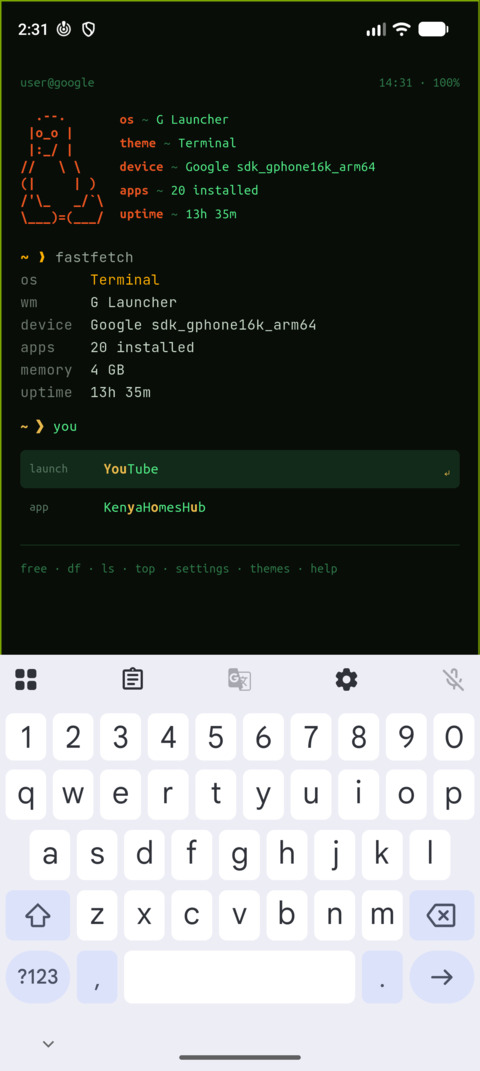 2:31
user@google 14:31 · 100%
.--.
|o_o |
|:_/ |
//   \ \
(|     | )
/'\_   _/`\
\___)=(___/
os ~ G Launcher
theme ~ Terminal
device ~ Google sdk_gphone16k_arm64
apps ~ 20 installed
uptime ~ 13h 35m
~ ❯ fastfetch
os Terminal
wm G Launcher
device Google sdk_gphone16k_arm64
apps 20 installed
memory 4 GB
uptime 13h 35m
~ ❯ you
launch YouTube ↵
app KenyaHomesHub
free · df · ls · top · settings · themes · help
1 2 3 4 5 6 7 8 9 0
q w e r t y u i o p
a s d f g h j k l
z x c v b n m
?123 , .